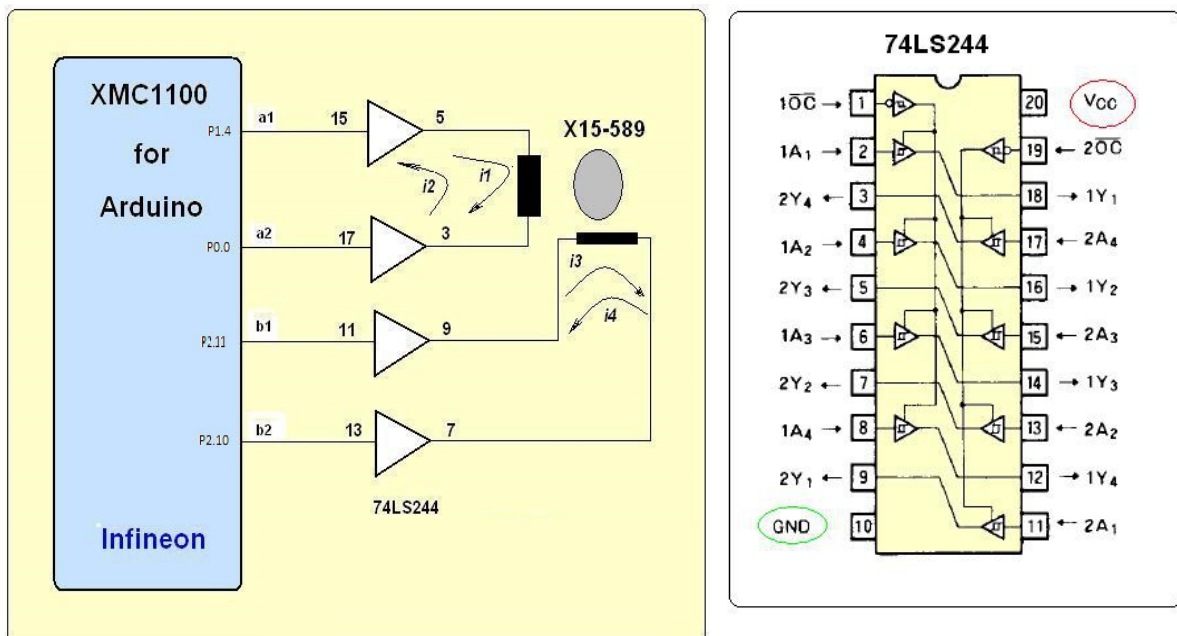 XMC1100
for
Arduino
P1.4
a1
15
5
X15-589
i2
i1
P0.0
a2
17
3
i3
i4
P2.11
b1
11
9
P2.10
b2
13
7
74LS244
Infineon
74LS244
1O̅C̅ → 1
20 VCC
1A1 → 2
19 ← 2O̅C̅
2Y4 ← 3
18 → 1Y1
1A2 → 4
17 ← 2A4
2Y3 ← 5
16 → 1Y2
1A3 → 6
15 ← 2A3
2Y2 ← 7
14 → 1Y3
1A4 → 8
13 ← 2A2
2Y1 ← 9
12 → 1Y4
GND 10
11 ← 2A1